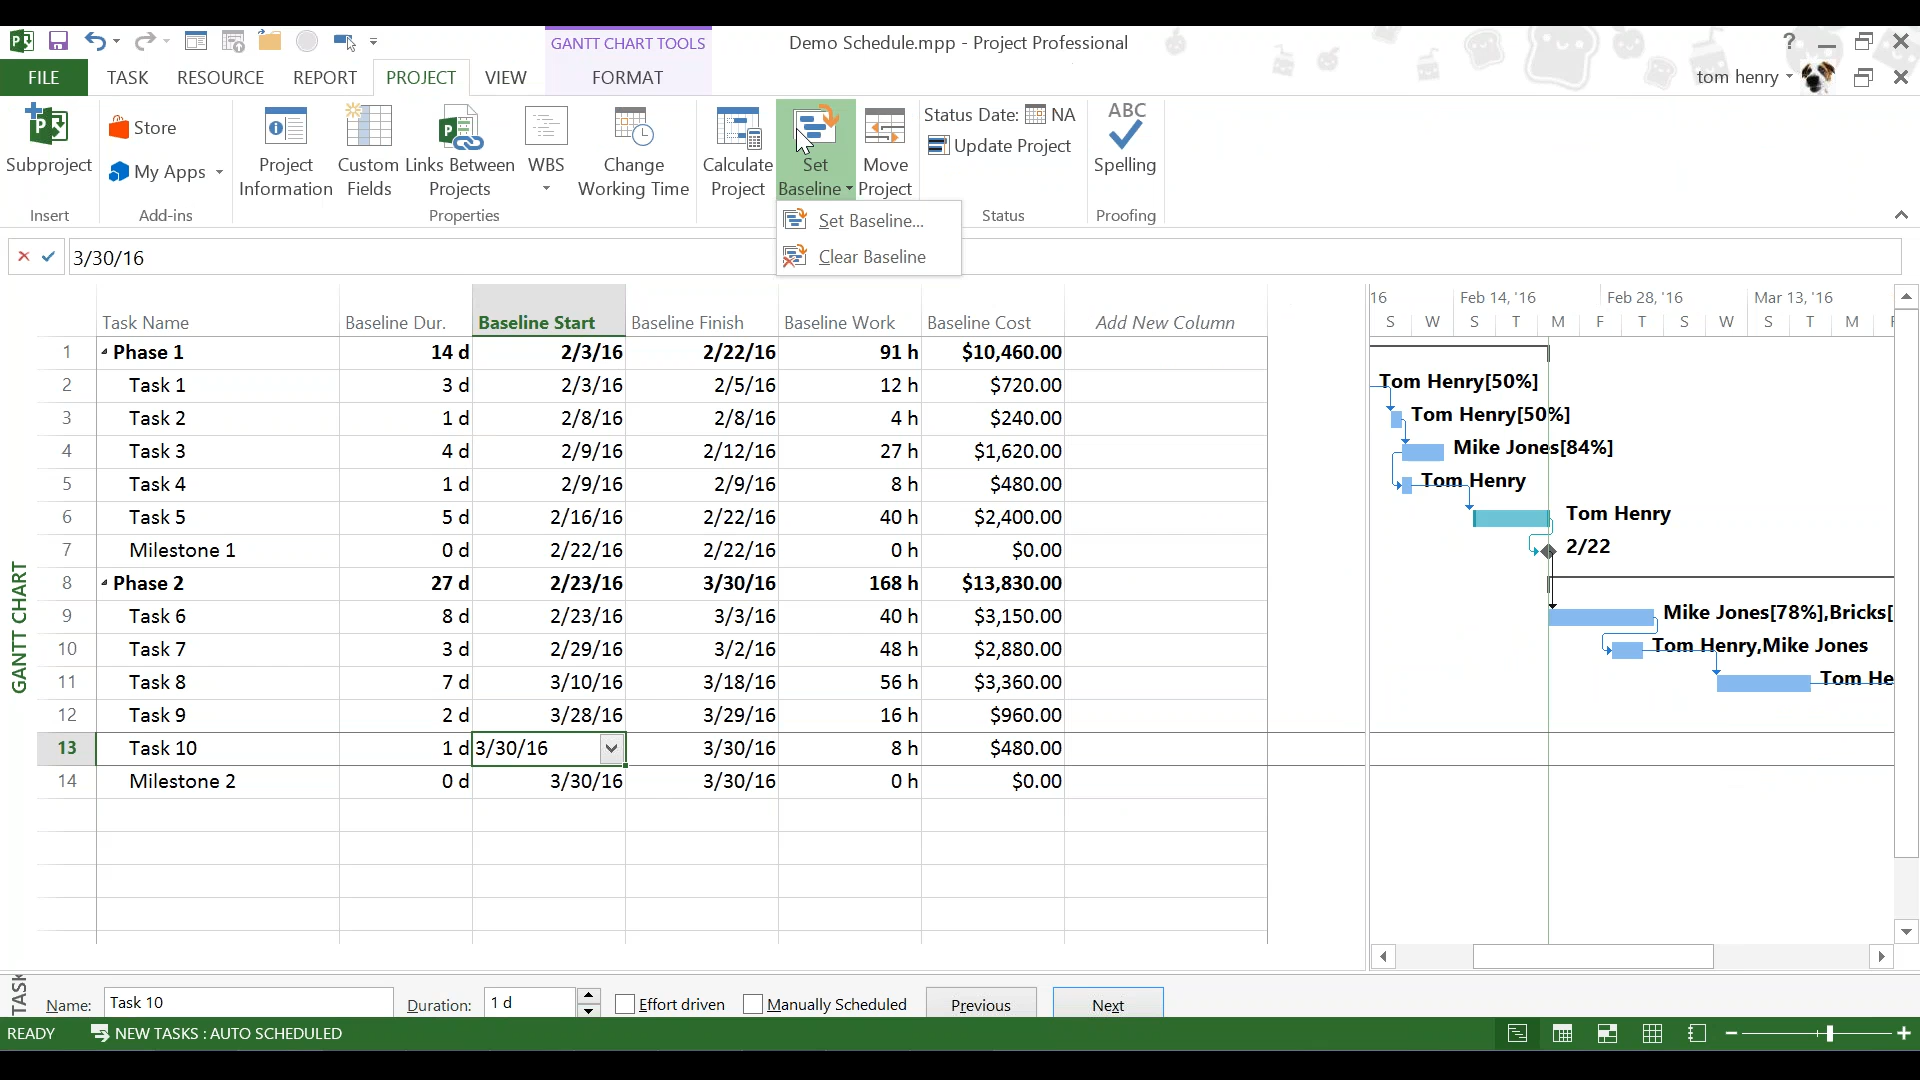 GANTT CHART TOOLS
Demo Schedule.mpp - Project Professional
?
FILE TASK RESOURCE REPORT PROJECT VIEW FORMAT tom henry
Subproject
Store
My Apps
Project Information
Custom Fields
Links Between Projects
WBS
Change Working Time
Calculate Project
Set Baseline
Move Project
Status Date: NA
Update Project
ABC
Spelling
Insert Add-ins Properties Status Proofing
Set Baseline...
Clear Baseline
3/30/16
Task Name Baseline Dur. Baseline Start Baseline Finish Baseline Work Baseline Cost Add New Column
16 Feb 14, '16 Feb 28, '16 Mar 13, '16
S W S T M F T S W S T M F
1 Phase 1 14 d 2/3/16 2/22/16 91 h $10,460.00
2 Task 1 3 d 2/3/16 2/5/16 12 h $720.00 Tom Henry[50%]
3 Task 2 1 d 2/8/16 2/8/16 4 h $240.00 Tom Henry[50%]
4 Task 3 4 d 2/9/16 2/12/16 27 h $1,620.00 Mike Jones[84%]
5 Task 4 1 d 2/9/16 2/9/16 8 h $480.00 Tom Henry
6 Task 5 5 d 2/16/16 2/22/16 40 h $2,400.00 Tom Henry
7 Milestone 1 0 d 2/22/16 2/22/16 0 h $0.00 2/22
8 Phase 2 27 d 2/23/16 3/30/16 168 h $13,830.00
9 Task 6 8 d 2/23/16 3/3/16 40 h $3,150.00 Mike Jones[78%],Bricks[
10 Task 7 3 d 2/29/16 3/2/16 48 h $2,880.00 Tom Henry,Mike Jones
11 Task 8 7 d 3/10/16 3/18/16 56 h $3,360.00 Tom He
12 Task 9 2 d 3/28/16 3/29/16 16 h $960.00
13 Task 10 1 d 3/30/16 3/30/16 8 h $480.00
14 Milestone 2 0 d 3/30/16 3/30/16 0 h $0.00
GANTT CHART
TASK
Name: Task 10 Duration: 1 d Effort driven Manually Scheduled Previous Next
READY NEW TASKS : AUTO SCHEDULED